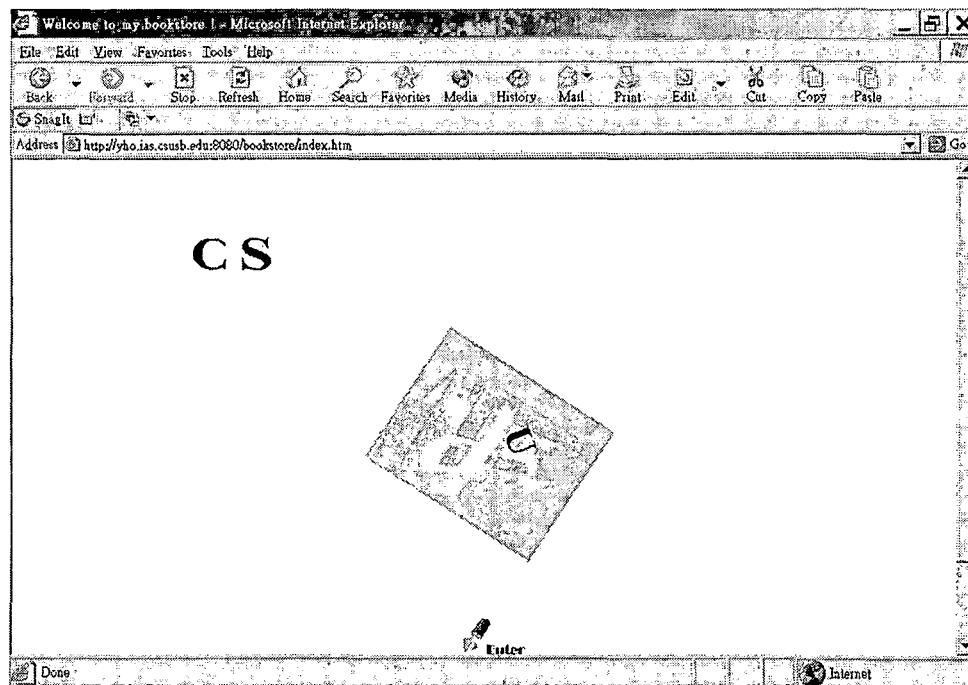 Welcome to my bookstore ! - Microsoft Internet Explorer
File Edit View Favorites Tools Help
Back Forward Stop Refresh Home Search Favorites Media History Mail Print Edit Cut Copy Paste
SnagIt
Address http://yho.ias.csusb.edu:8080/bookstore/index.htm Go
C S
U
Enter
Done Internet